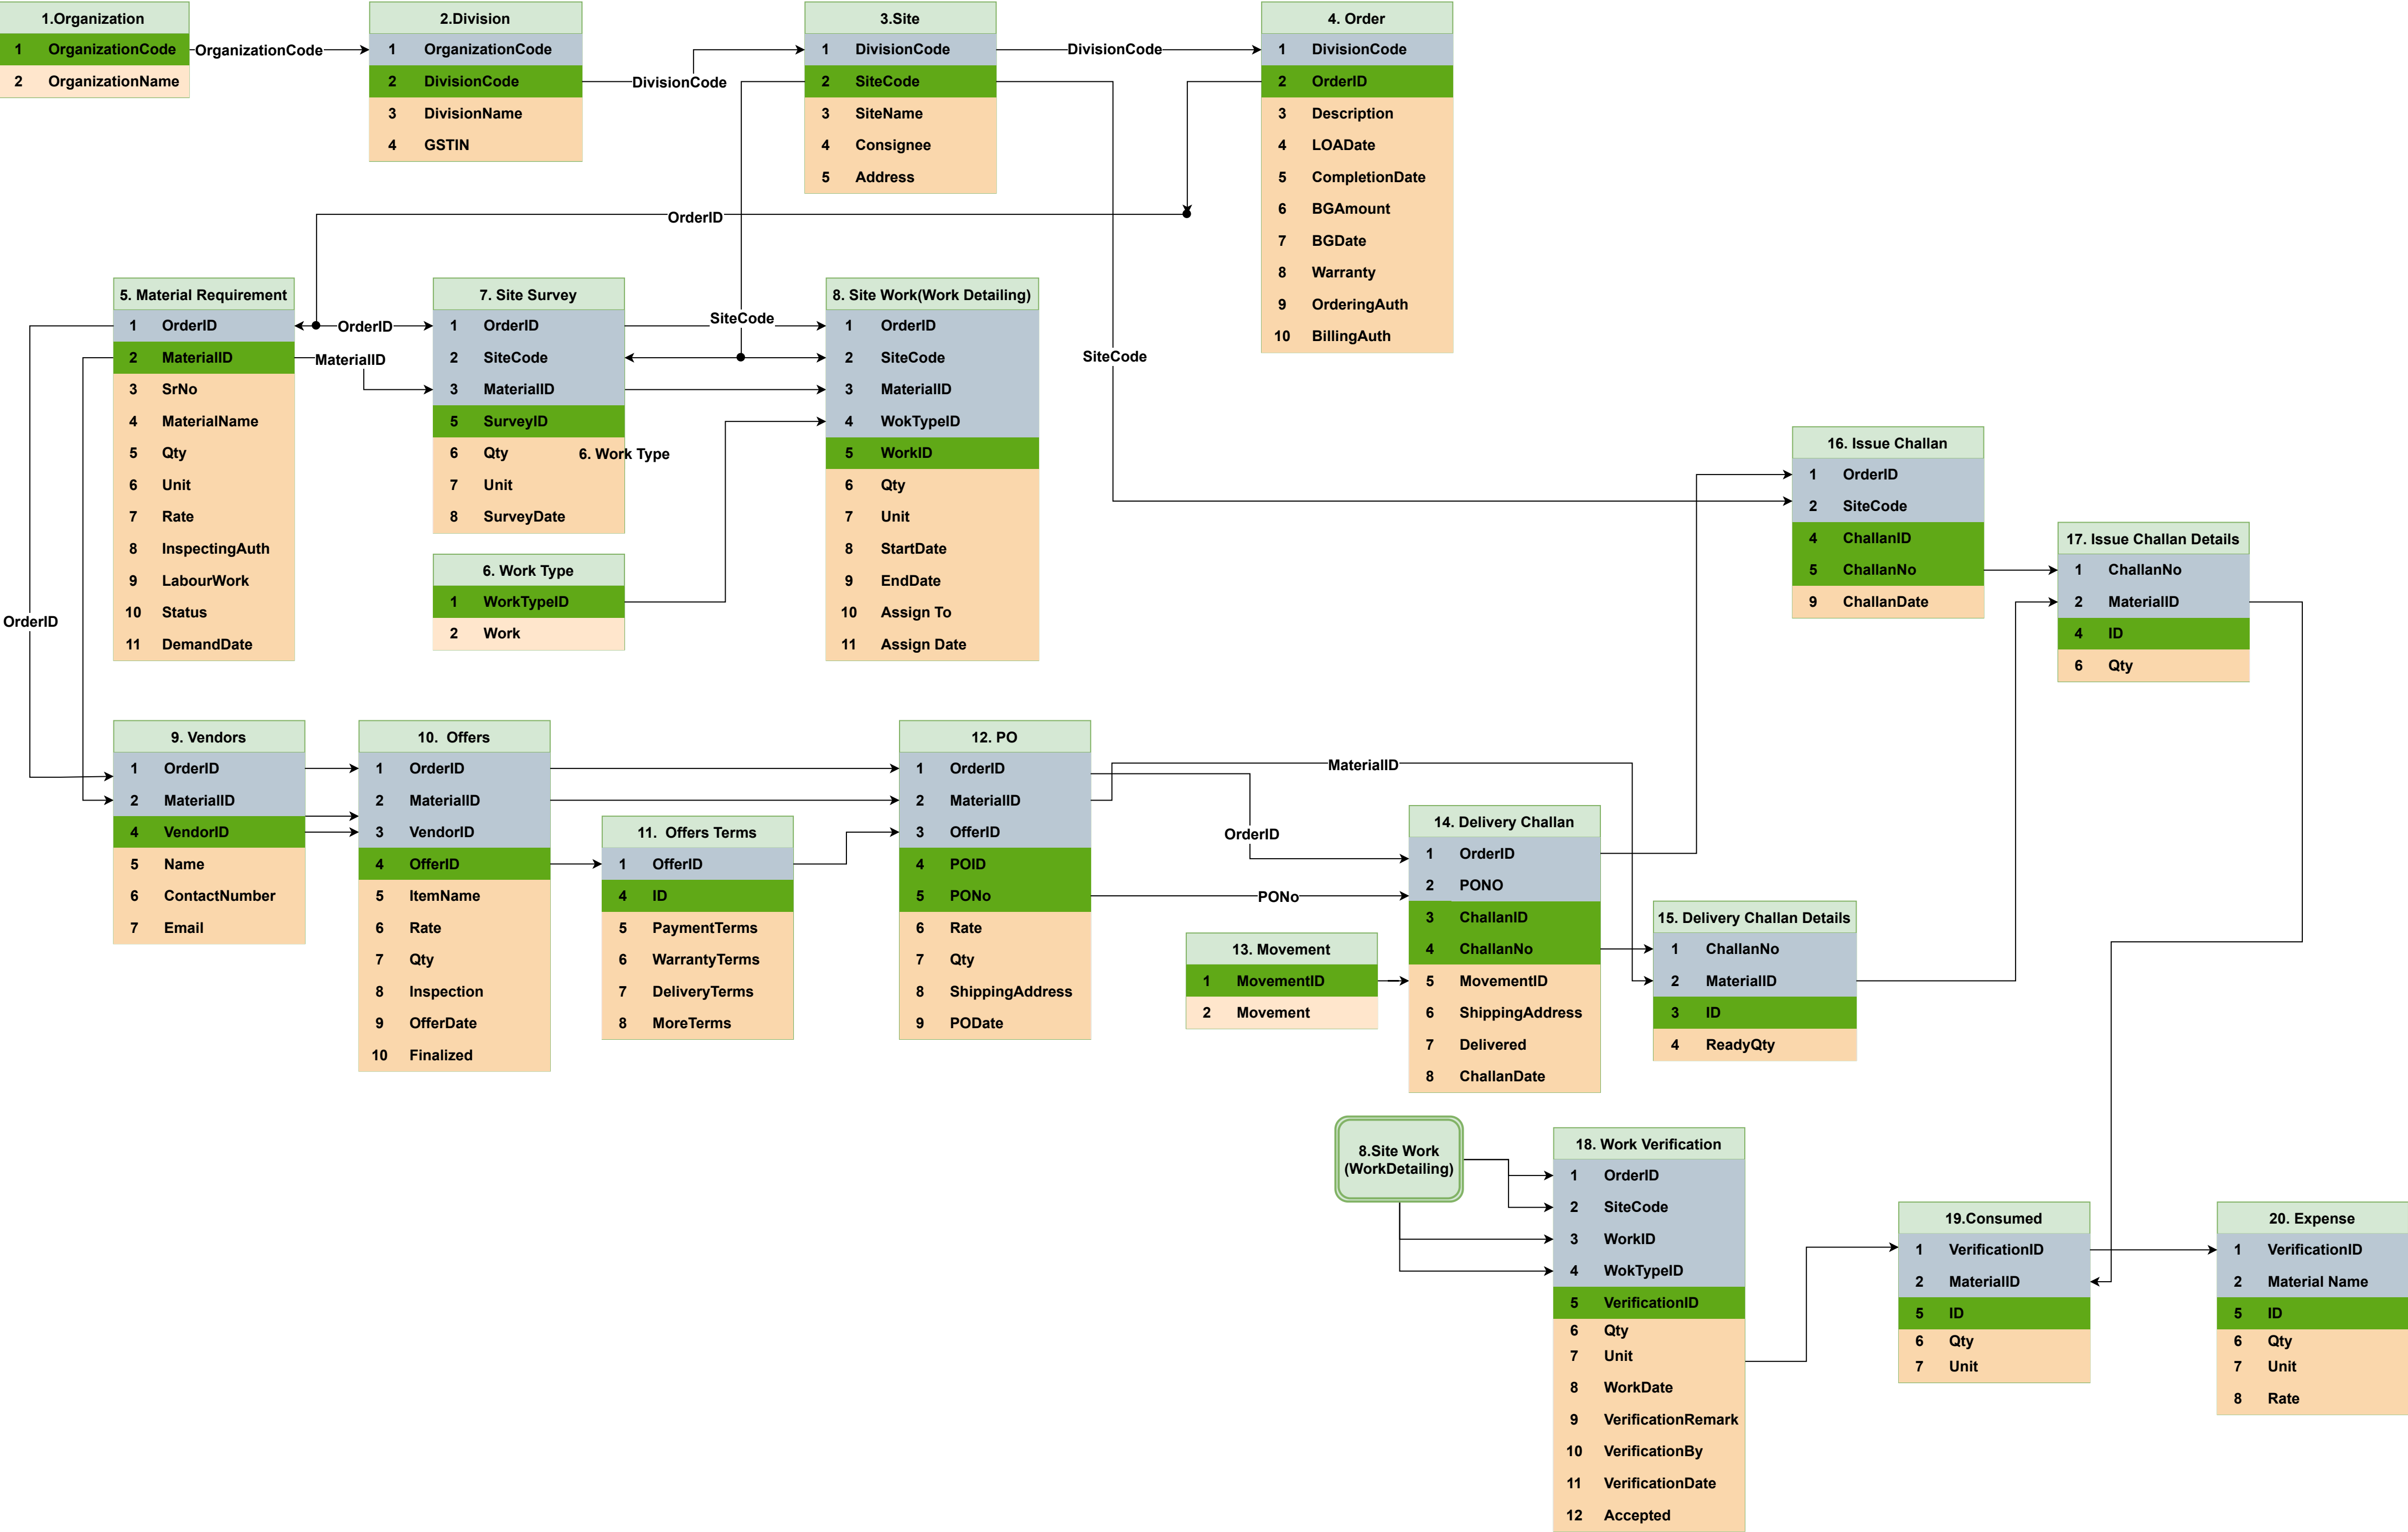 1.Organization
1 OrganizationCode
2 OrganizationName
OrganizationCode
2.Division
1 OrganizationCode
2 DivisionCode
3 DivisionName
4 GSTIN
DivisionCode
3.Site
1 DivisionCode
2 SiteCode
3 SiteName
4 Consignee
5 Address
DivisionCode
4. Order
1 DivisionCode
2 OrderID
3 Description
4 LOADate
5 CompletionDate
6 BGAmount
7 BGDate
8 Warranty
9 OrderingAuth
10 BillingAuth
OrderID
5. Material Requirement
1 OrderID
2 MaterialID
3 SrNo
4 MaterialName
5 Qty
6 Unit
7 Rate
8 InspectingAuth
9 LabourWork
10 Status
11 DemandDate
OrderID
MaterialID
7. Site Survey
1 OrderID
2 SiteCode
3 MaterialID
5 SurveyID
6 Qty
7 Unit
8 SurveyDate
6. Work Type
SiteCode
6. Work Type
1 WorkTypeID
2 Work
8. Site Work(Work Detailing)
1 OrderID
2 SiteCode
3 MaterialID
4 WokTypeID
5 WorkID
6 Qty
7 Unit
8 StartDate
9 EndDate
10 Assign To
11 Assign Date
SiteCode
16. Issue Challan
1 OrderID
2 SiteCode
4 ChallanID
5 ChallanNo
9 ChallanDate
17. Issue Challan Details
1 ChallanNo
2 MaterialID
4 ID
6 Qty
OrderID
9. Vendors
1 OrderID
2 MaterialID
4 VendorID
5 Name
6 ContactNumber
7 Email
10. Offers
1 OrderID
2 MaterialID
3 VendorID
4 OfferID
5 ItemName
6 Rate
7 Qty
8 Inspection
9 OfferDate
10 Finalized
11. Offers Terms
1 OfferID
4 ID
5 PaymentTerms
6 WarrantyTerms
7 DeliveryTerms
8 MoreTerms
12. PO
1 OrderID
2 MaterialID
3 OfferID
4 POID
5 PONo
6 Rate
7 Qty
8 ShippingAddress
9 PODate
MaterialID
OrderID
PONo
13. Movement
1 MovementID
2 Movement
14. Delivery Challan
1 OrderID
2 PONO
3 ChallanID
4 ChallanNo
5 MovementID
6 ShippingAddress
7 Delivered
8 ChallanDate
15. Delivery Challan Details
1 ChallanNo
2 MaterialID
3 ID
4 ReadyQty
8.Site Work
(WorkDetailing)
18. Work Verification
1 OrderID
2 SiteCode
3 WorkID
4 WokTypeID
5 VerificationID
6 Qty
7 Unit
8 WorkDate
9 VerificationRemark
10 VerificationBy
11 VerificationDate
12 Accepted
19.Consumed
1 VerificationID
2 MaterialID
5 ID
6 Qty
7 Unit
20. Expense
1 VerificationID
2 Material Name
5 ID
6 Qty
7 Unit
8 Rate